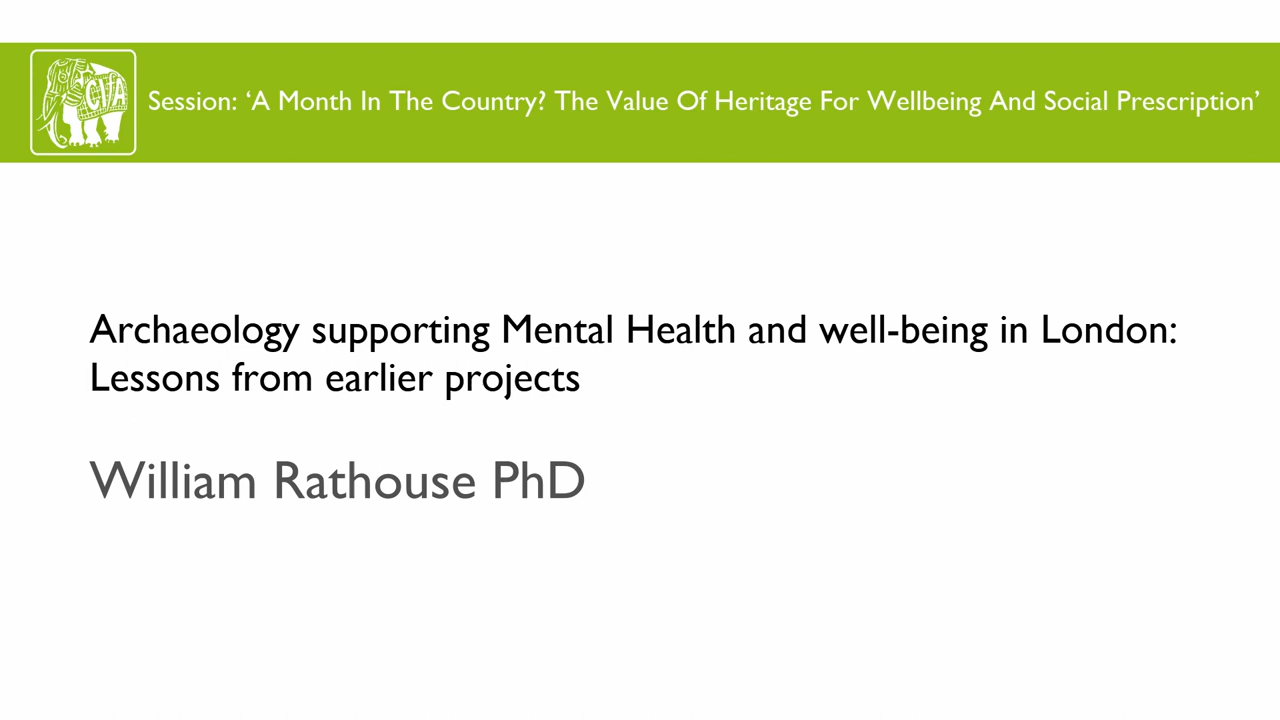 CIfA
Session: ‘A Month In The Country? The Value Of Heritage For Wellbeing And Social Prescription’
Archaeology supporting Mental Health and well-being in London:
Lessons from earlier projects
William Rathouse PhD